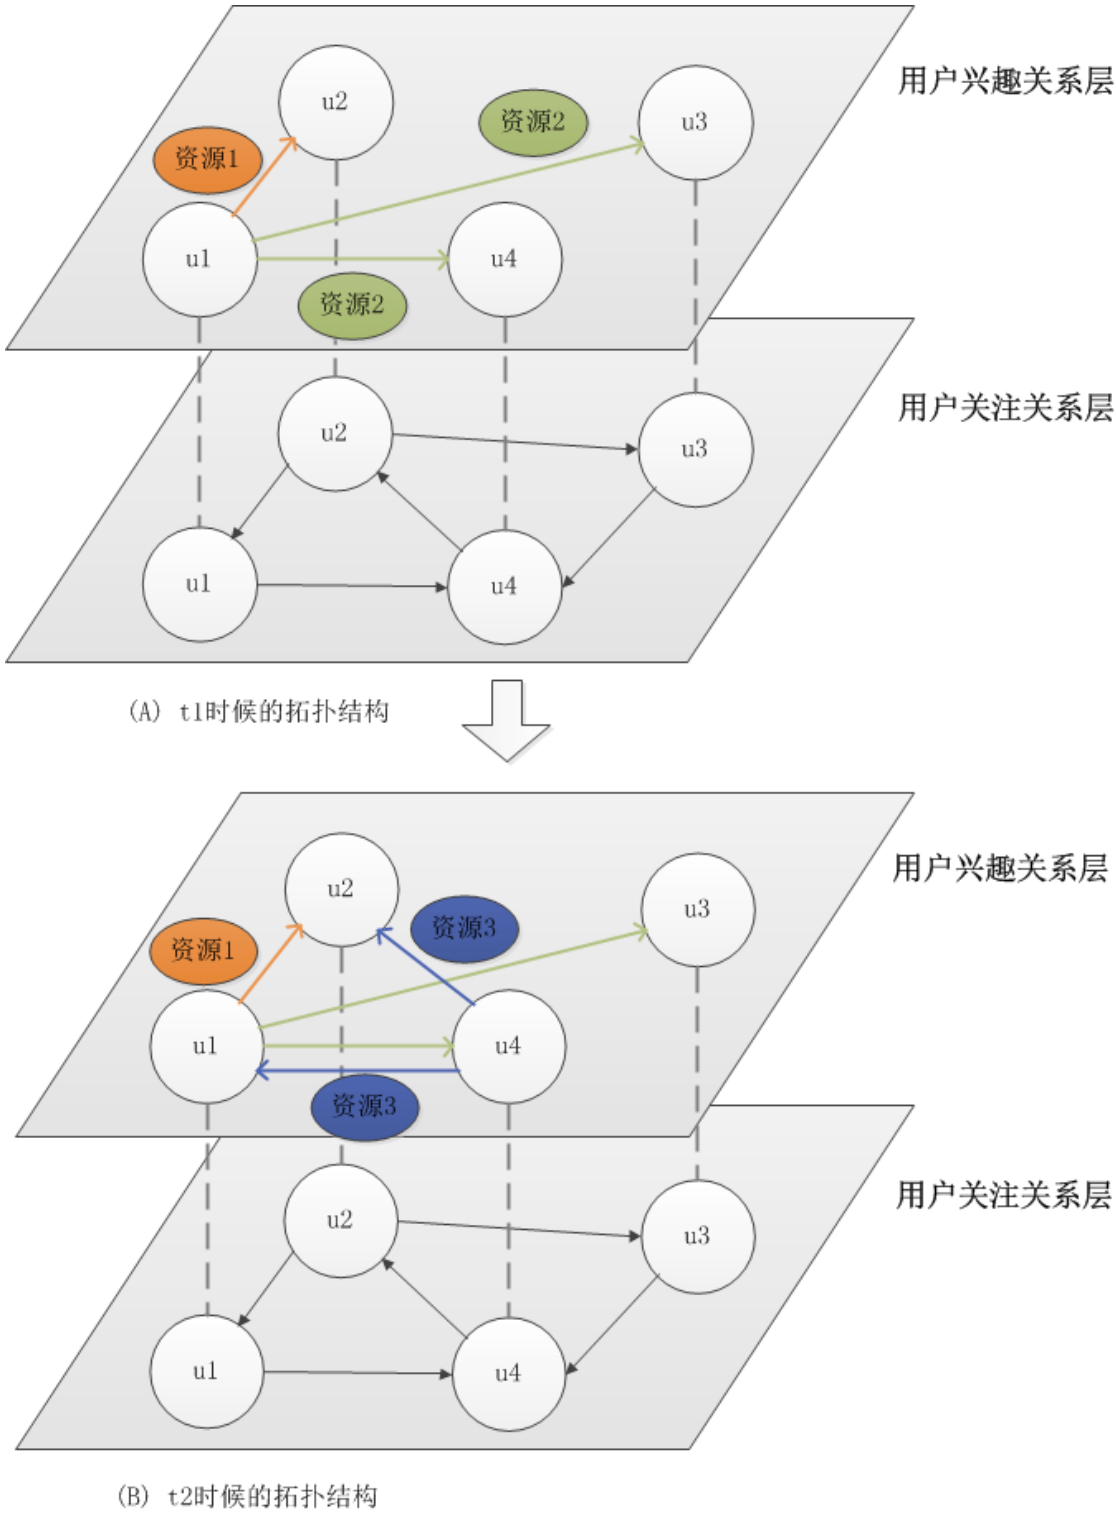 用户兴趣关系层
u2
资源2
u3
资源1
u1
u4
资源2
用户关注关系层
u2
u3
u1
u4
(A) t1时候的拓扑结构
用户兴趣关系层
u2
u3
资源3
资源1
u1
u4
资源3
用户关注关系层
u2
u3
u1
u4
(B) t2时候的拓扑结构